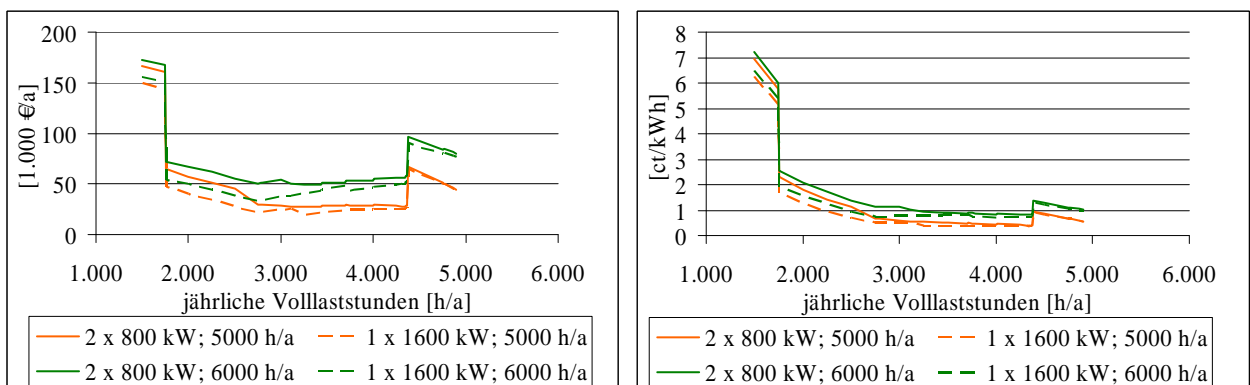 200
150
100
50
0
[1.000 €/a]
1.000 2.000 3.000 4.000 5.000 6.000
jährliche Volllaststunden [h/a]
2 x 800 kW; 5000 h/a 1 x 1600 kW; 5000 h/a
2 x 800 kW; 6000 h/a 1 x 1600 kW; 6000 h/a
8
7
6
5
4
3
2
1
0
[ct/kWh]
1.000 2.000 3.000 4.000 5.000 6.000
jährliche Volllaststunden [h/a]
2 x 800 kW; 5000 h/a 1 x 1600 kW; 5000 h/a
2 x 800 kW; 6000 h/a 1 x 1600 kW; 6000 h/a